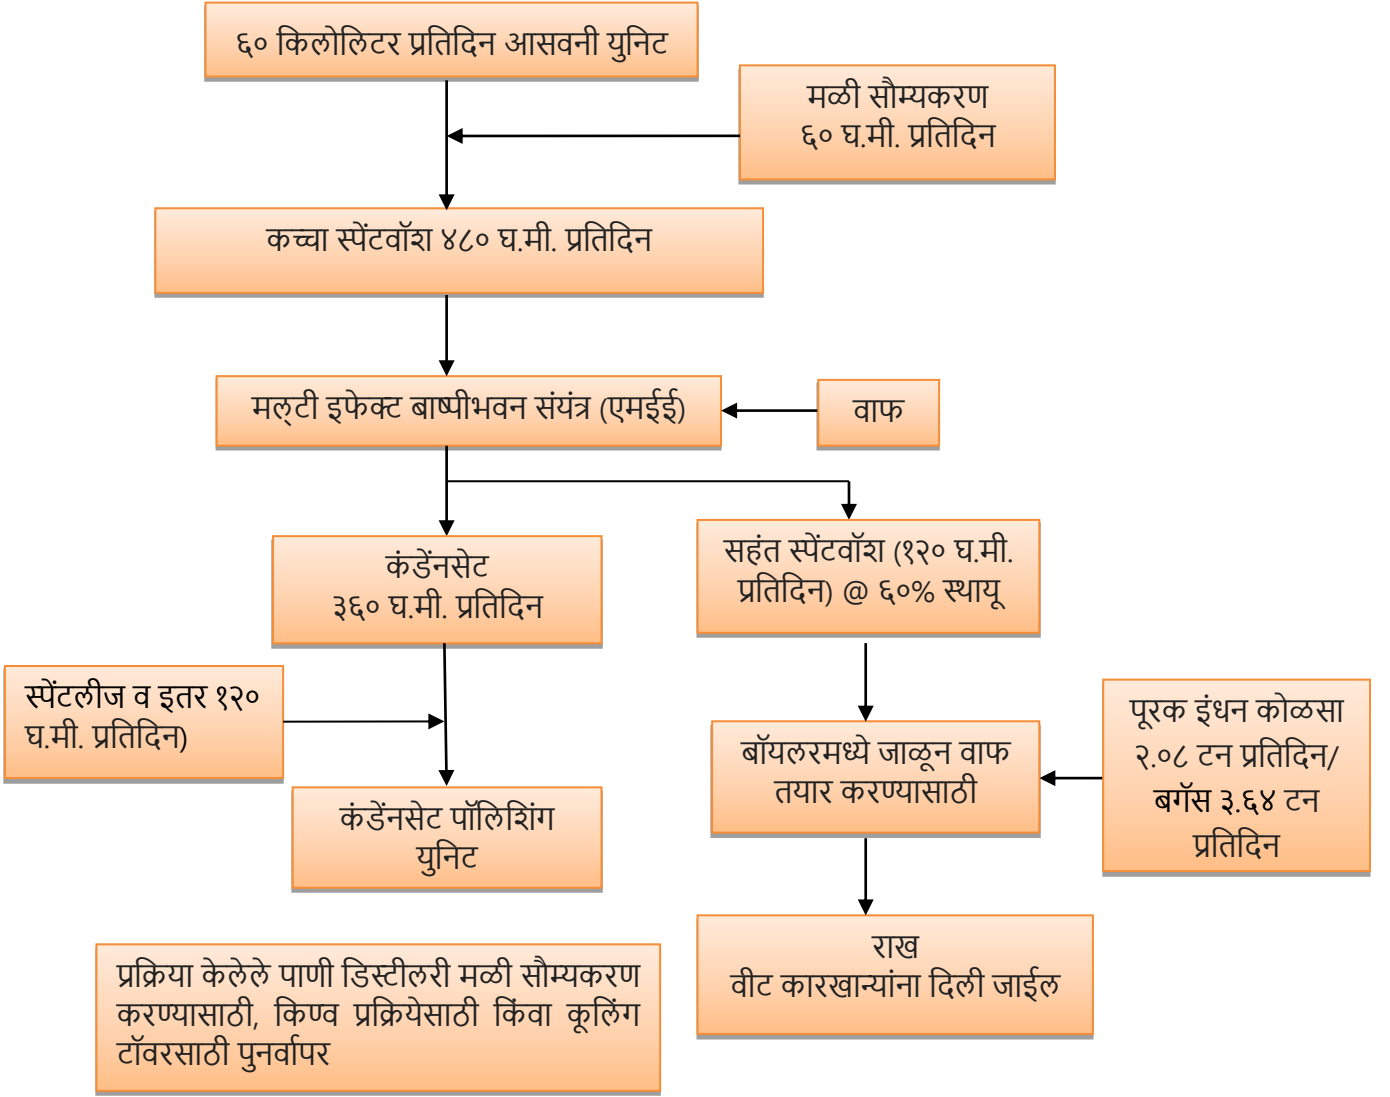 ६० किलोलिटर प्रतिदिन आसवनी युनिट
मळी सौम्यकरण
६० घ.मी. प्रतिदिन
कच्चा स्पेंटवॉश ४८० घ.मी. प्रतिदिन
मल्टी इफेक्ट बाष्पीभवन संयंत्र (एमईई)
वाफ
कंडेंनसेट
३६० घ.मी. प्रतिदिन
सहंत स्पेंटवॉश (१२० घ.मी.
प्रतिदिन) @ ६०% स्थायू
स्पेंटलीज व इतर १२०
घ.मी. प्रतिदिन)
बॉयलरमध्ये जाळून वाफ
तयार करण्यासाठी
पूरक इंधन कोळसा
२.०८ टन प्रतिदिन/
बगॅस ३.६४ टन
प्रतिदिन
कंडेंनसेट पॉलिशिंग
युनिट
राख
वीट कारखान्यांना दिली जाईल
प्रक्रिया केलेले पाणी डिस्टीलरी मळी सौम्यकरण
करण्यासाठी, किण्व प्रक्रियेसाठी किंवा कूलिंग
टॉवरसाठी पुनर्वापर